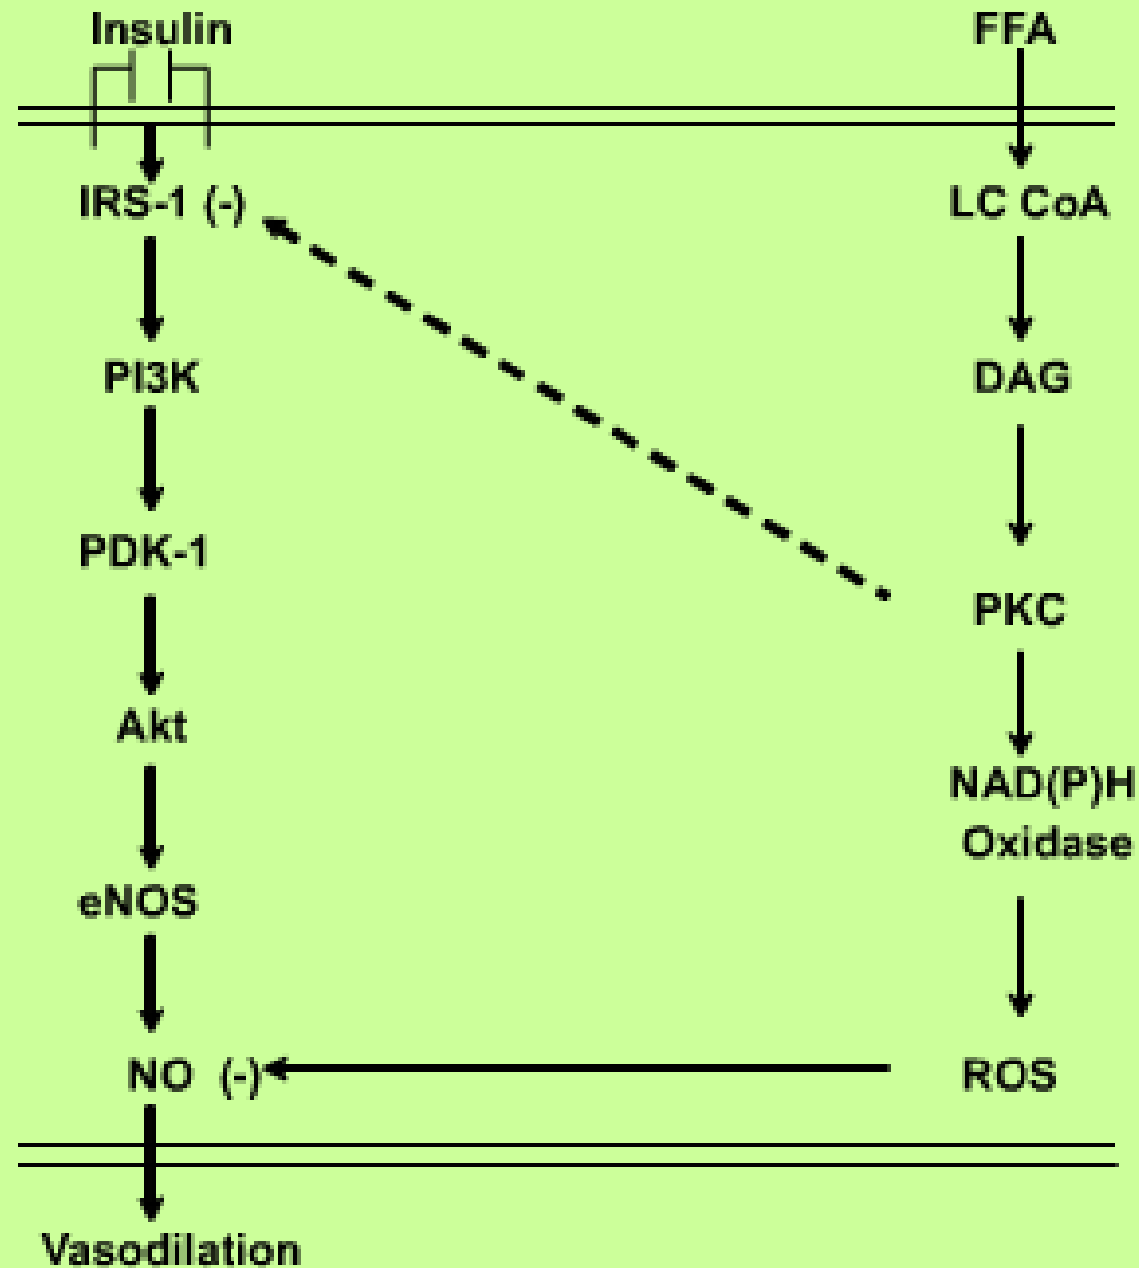 Insulin
FFA
IRS-1 (-)
LC CoA
PI3K
DAG
PDK-1
PKC
Akt
NAD(P)H
Oxidase
eNOS
NO (-)
ROS
Vasodilation